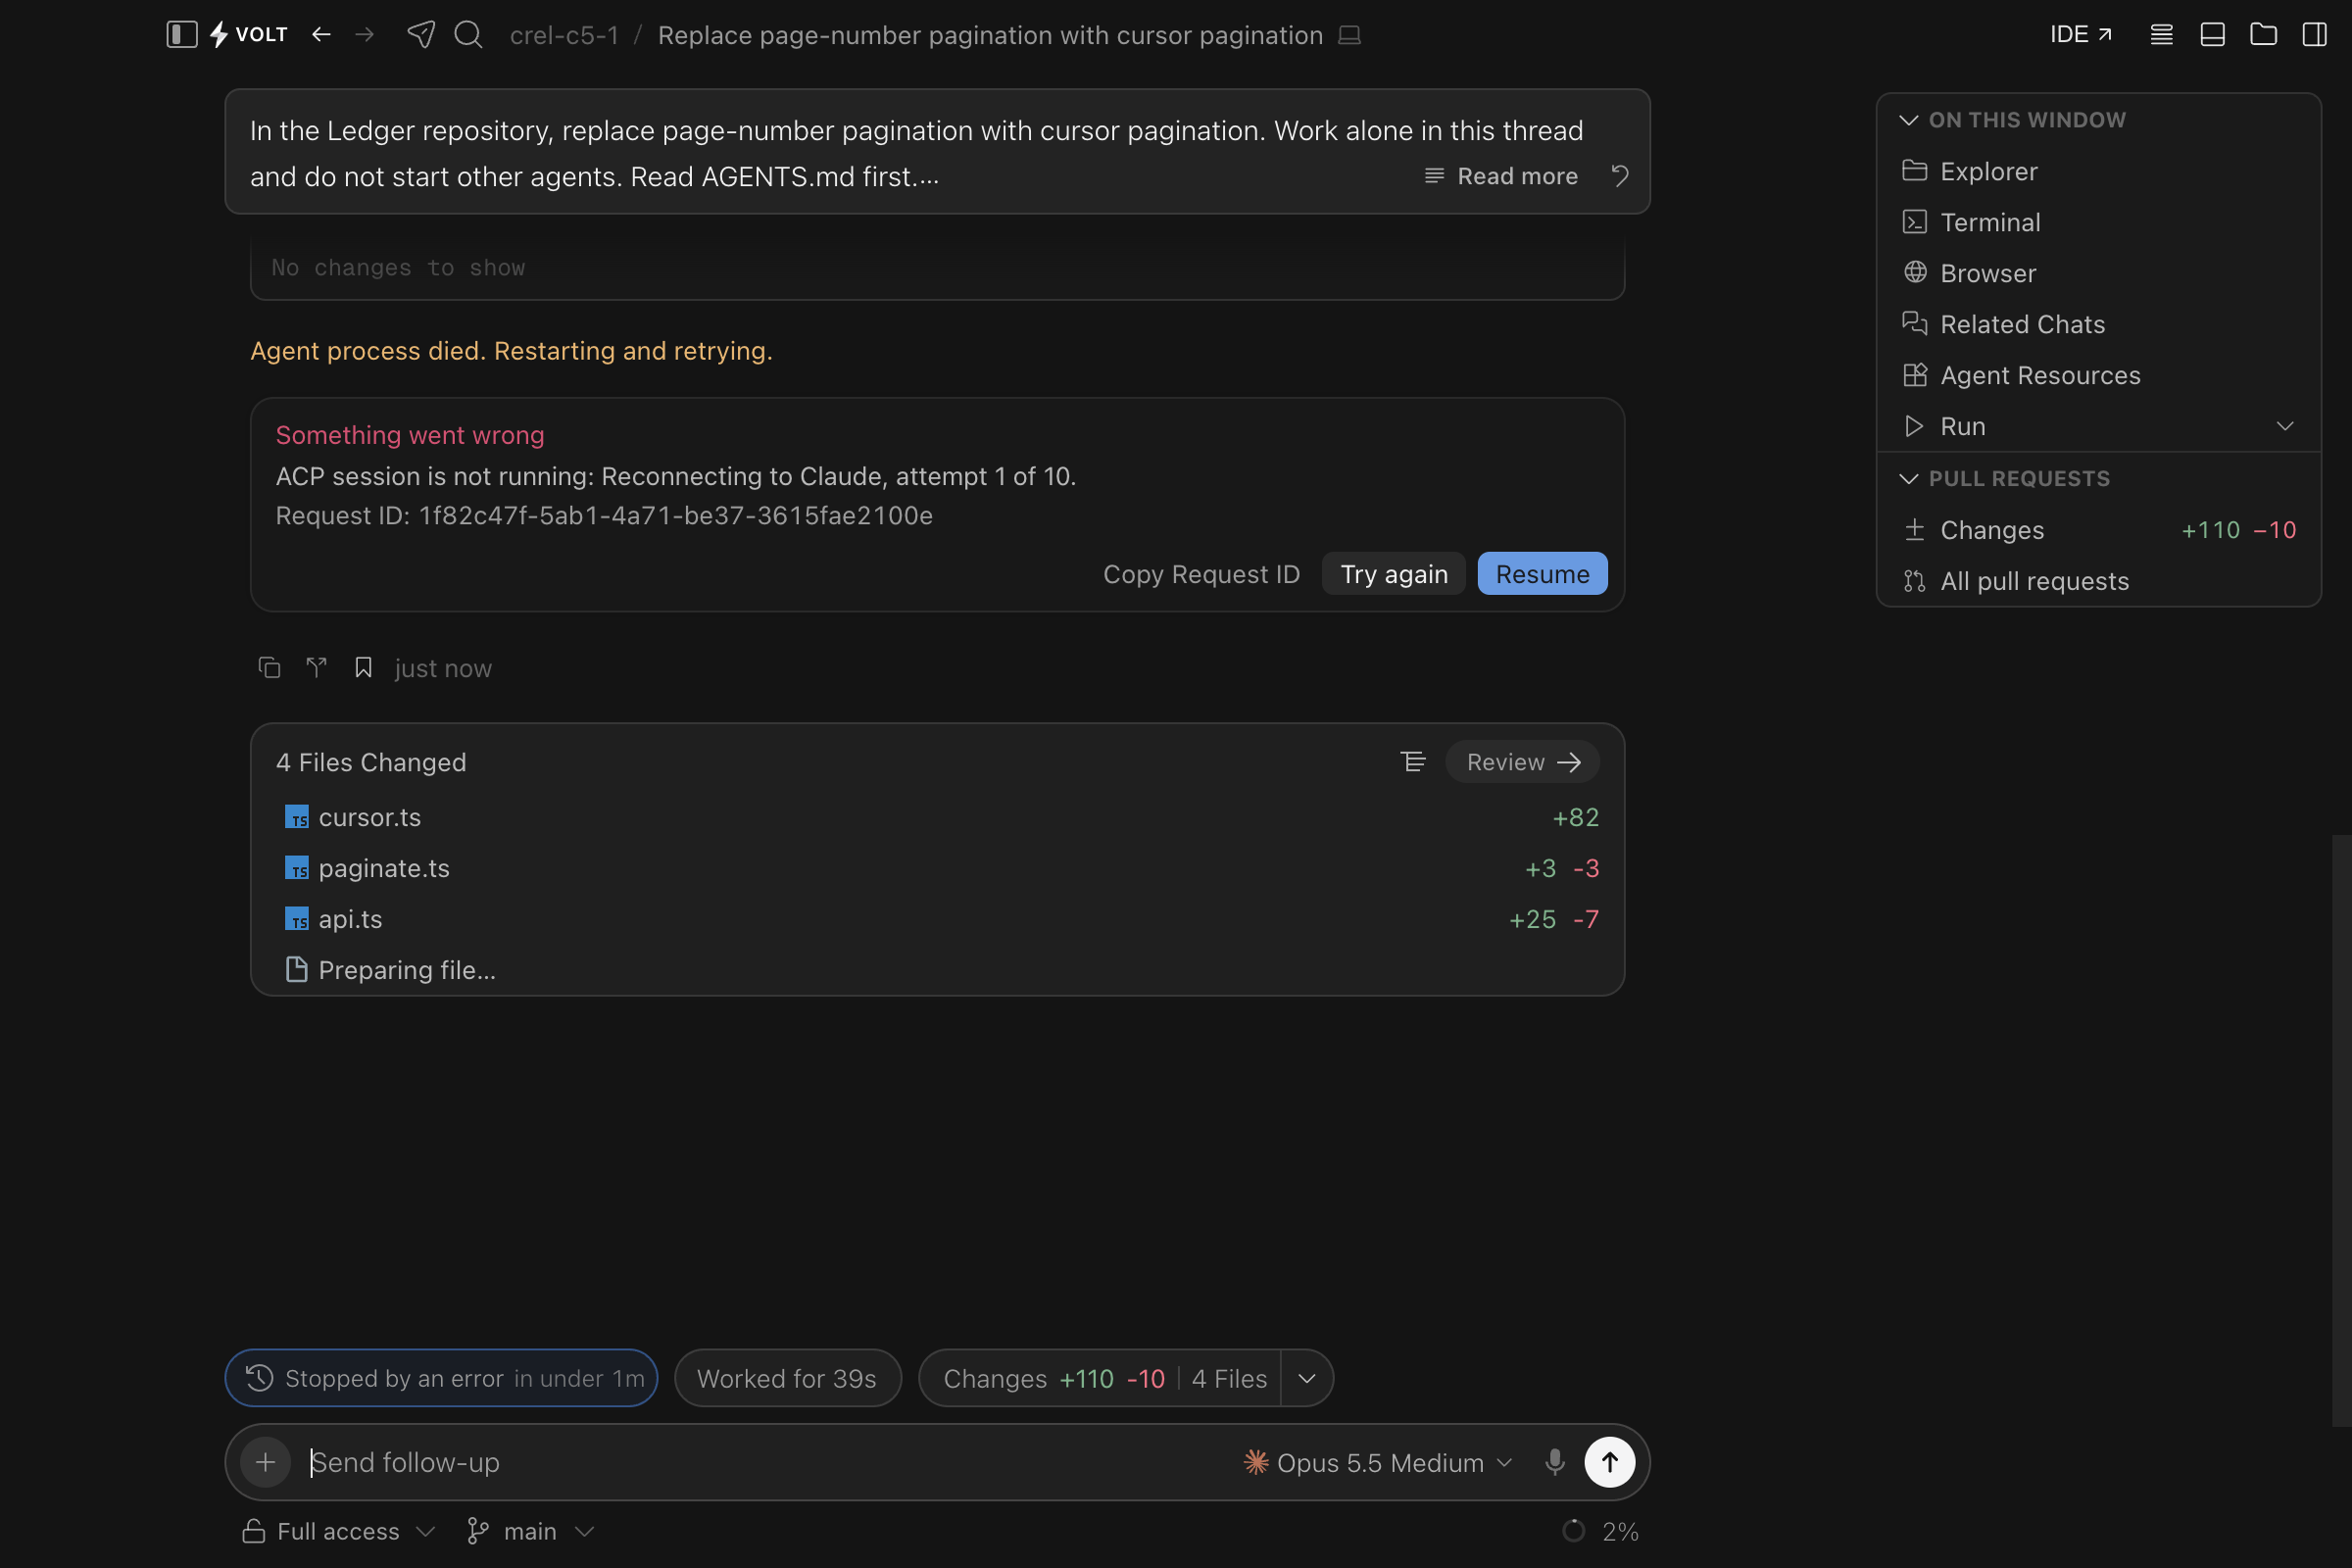 VOLT
crel-c5-1 / Replace page-number pagination with cursor pagination
IDE
In the Ledger repository, replace page-number pagination with cursor pagination. Work alone in this thread
and do not start other agents. Read AGENTS.md first.…
Read more
No changes to show
Agent process died. Restarting and retrying.
Something went wrong
ACP session is not running: Reconnecting to Claude, attempt 1 of 10.
Request ID: 1f82c47f-5ab1-4a71-be37-3615fae2100e
Copy Request ID Try again Resume
just now
4 Files Changed Review
TS cursor.ts +82
TS paginate.ts +3 -3
TS api.ts +25 -7
Preparing file...
Stopped by an error in under 1m Worked for 39s Changes +110 -10 4 Files
Send follow-up Opus 5.5 Medium
Full access main 2%
ON THIS WINDOW
Explorer
Terminal
Browser
Related Chats
Agent Resources
Run
PULL REQUESTS
Changes +110 −10
All pull requests